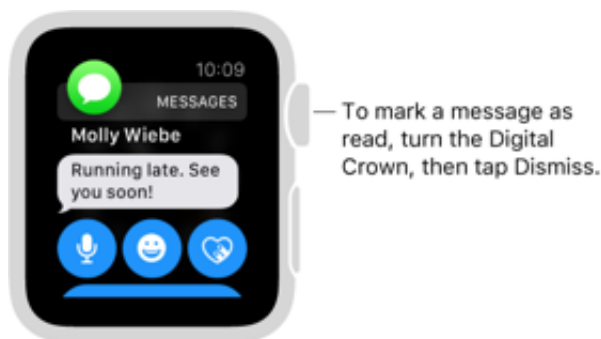 10:09
MESSAGES
Molly Wiebe
Running late. See
you soon!
To mark a message as
read, turn the Digital
Crown, then tap Dismiss.